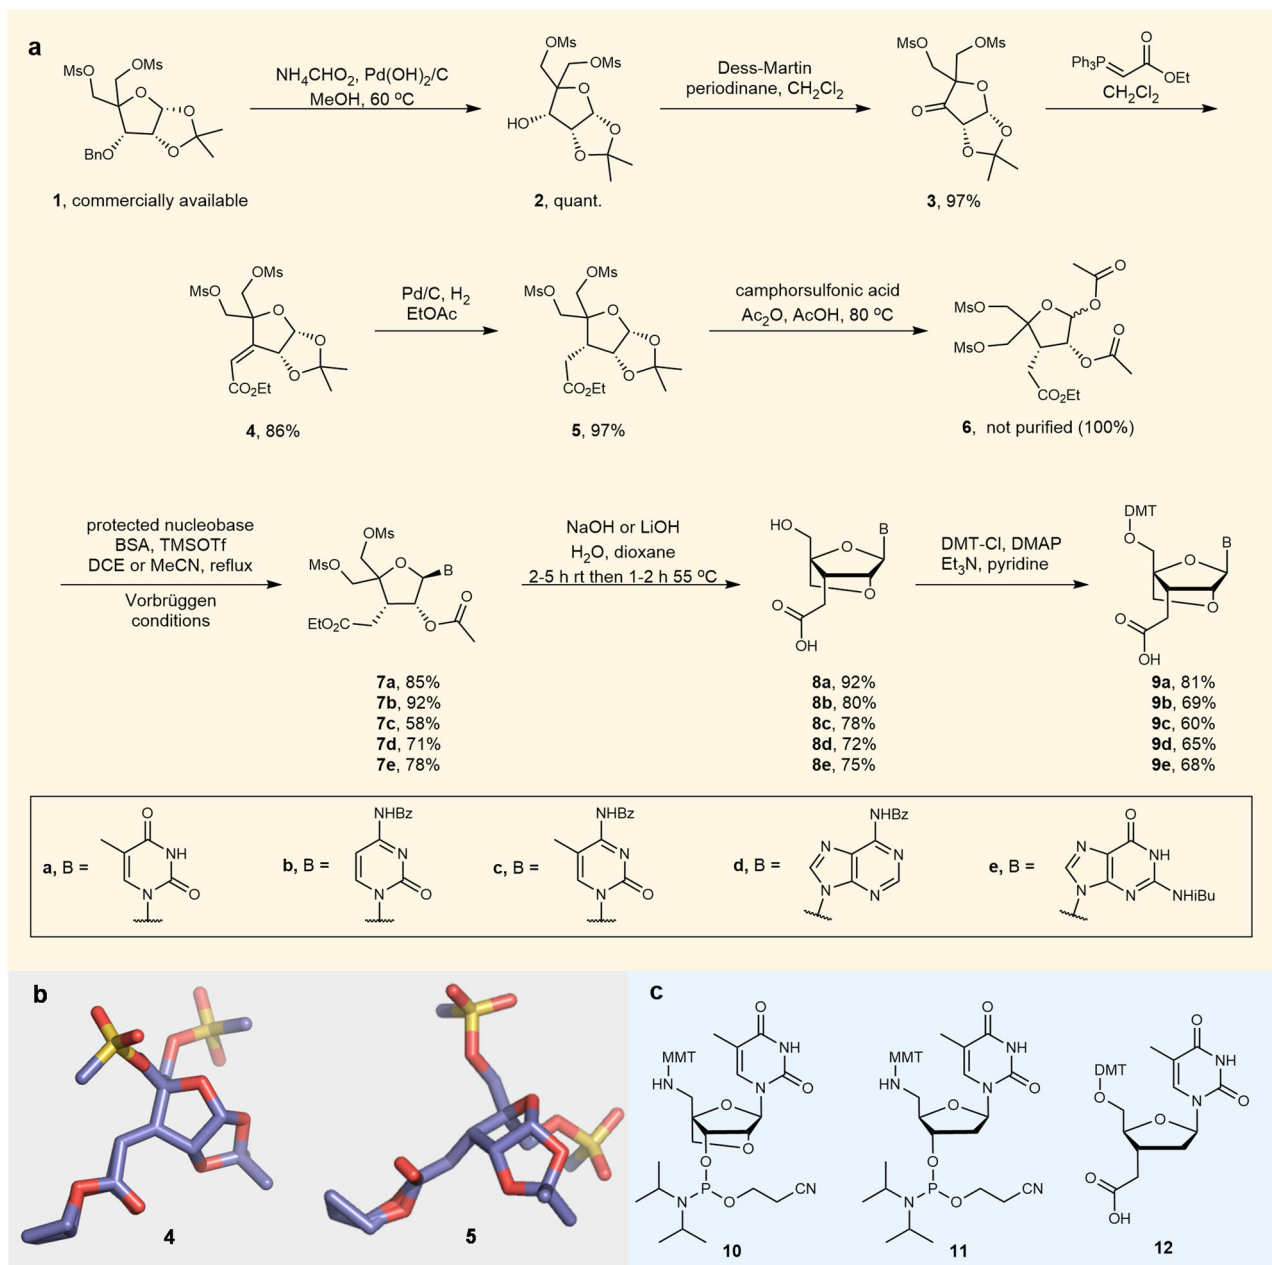 a
MsO OMs
O
O
O
BnO
NH₄CHO₂, Pd(OH)₂/C
MeOH, 60 ºC
OMs
OMs
O
HO
O
O
Dess-Martin
periodinane, CH₂Cl₂
MsO OMs
O
O
O
O
Ph₃P
O
OEt
CH₂Cl₂
1, commercially available
2, quant.
3, 97%
OMs
MsO
O
O
O
CO₂Et
Pd/C, H₂
EtOAc
OMs
MsO
O
O
O
CO₂Et
camphorsulfonic acid
Ac₂O, AcOH, 80 ºC
O
O
MsO
O
MsO
O
O
CO₂Et
4, 86%
5, 97%
6, not purified (100%)
protected nucleobase
BSA, TMSOTf
DCE or MeCN, reflux
Vorbrüggen
conditions
OMs
MsO
O
B
EtO₂C
O
O
NaOH or LiOH
H₂O, dioxane
2-5 h rt then 1-2 h 55 ºC
HO
B
O
O
O
OH
DMT-Cl, DMAP
Et₃N, pyridine
DMT
O
B
O
O
O
OH
7a, 85%
7b, 92%
7c, 58%
7d, 71%
7e, 78%
8a, 92%
8b, 80%
8c, 78%
8d, 72%
8e, 75%
9a, 81%
9b, 69%
9c, 60%
9d, 65%
9e, 68%
a, B =
O
NH
N
O
b, B =
NHBz
N
N
O
c, B =
NHBz
N
N
O
d, B =
NHBz
N
N
N
N
e, B =
O
N
NH
N
N
NHiBu
b
4
5
c
O
NH
MMT
N
O
HN
O
O
O
P
N
O
CN
10
O
NH
MMT
N
O
HN
O
O
P
N
O
CN
11
O
NH
DMT
N
O
O
O
O
OH
12